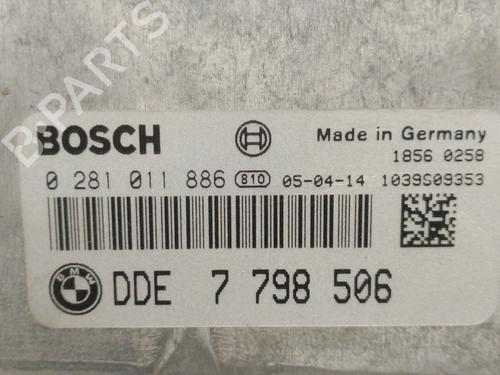 B-PARTS
BOSCH
Made in Germany
1856 0258
0 281 011 886 810 05-04-14 1039S09353
BMW
DDE 7 798 506